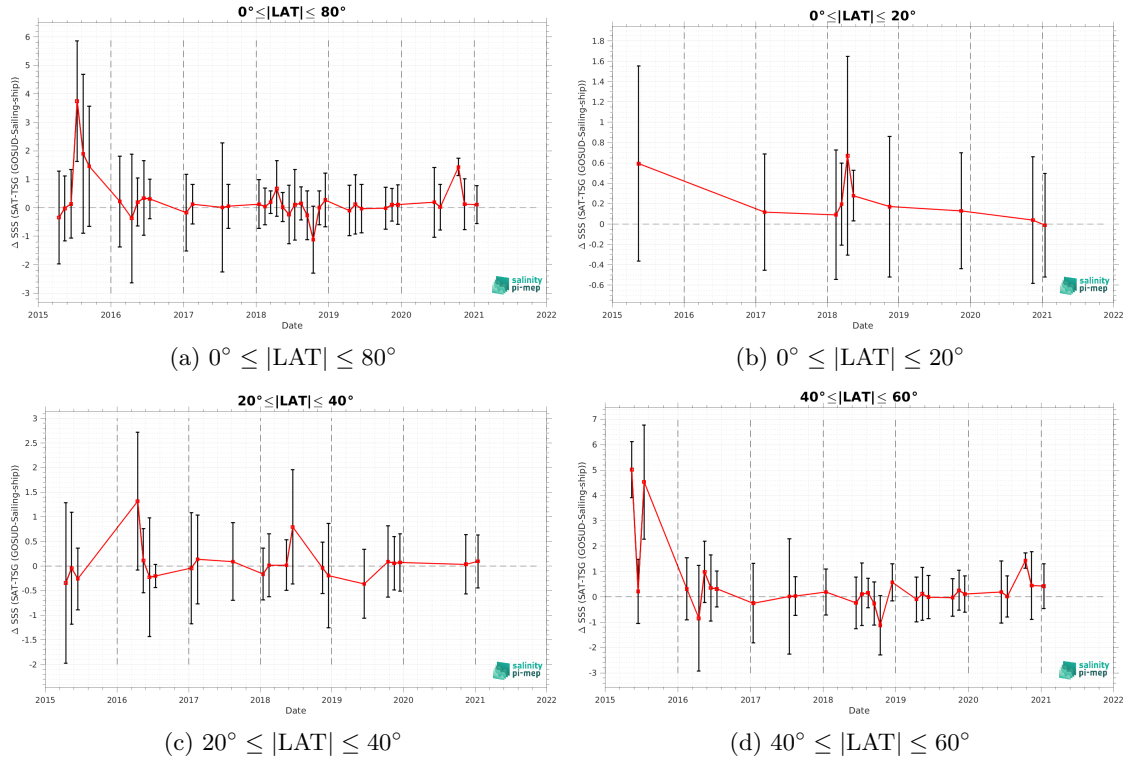 0°≤|LAT|≤ 80°
Δ SSS (SAT-TSG (GOSUD-Sailing-ship))
6
5
4
3
2
1
0
-1
-2
-3
2015 2016 2017 2018 2019 2020 2021 2022
Date
salinity
pi-mep
(a) 0° ≤ |LAT| ≤ 80°
0°≤|LAT|≤ 20°
Δ SSS (SAT-TSG (GOSUD-Sailing-ship))
1.8
1.6
1.4
1.2
1
0.8
0.6
0.4
0.2
0
-0.2
-0.4
-0.6
2015 2016 2017 2018 2019 2020 2021 2022
Date
salinity
pi-mep
(b) 0° ≤ |LAT| ≤ 20°
20°≤|LAT|≤ 40°
Δ SSS (SAT-TSG (GOSUD-Sailing-ship))
3
2.5
2
1.5
1
0.5
0
-0.5
-1
-1.5
-2
2015 2016 2017 2018 2019 2020 2021 2022
Date
salinity
pi-mep
(c) 20° ≤ |LAT| ≤ 40°
40°≤|LAT|≤ 60°
Δ SSS (SAT-TSG (GOSUD-Sailing-ship))
7
6
5
4
3
2
1
0
-1
-2
-3
2015 2016 2017 2018 2019 2020 2021 2022
Date
salinity
pi-mep
(d) 40° ≤ |LAT| ≤ 60°